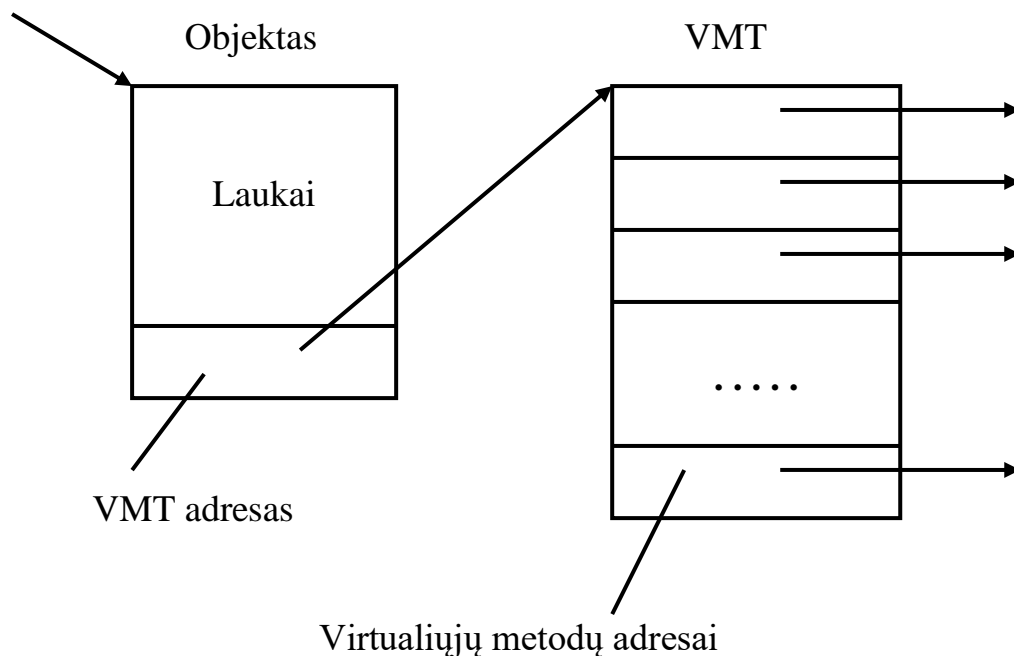 Objektas
VMT
Laukai
.....
VMT adresas
Virtualiųjų metodų adresai